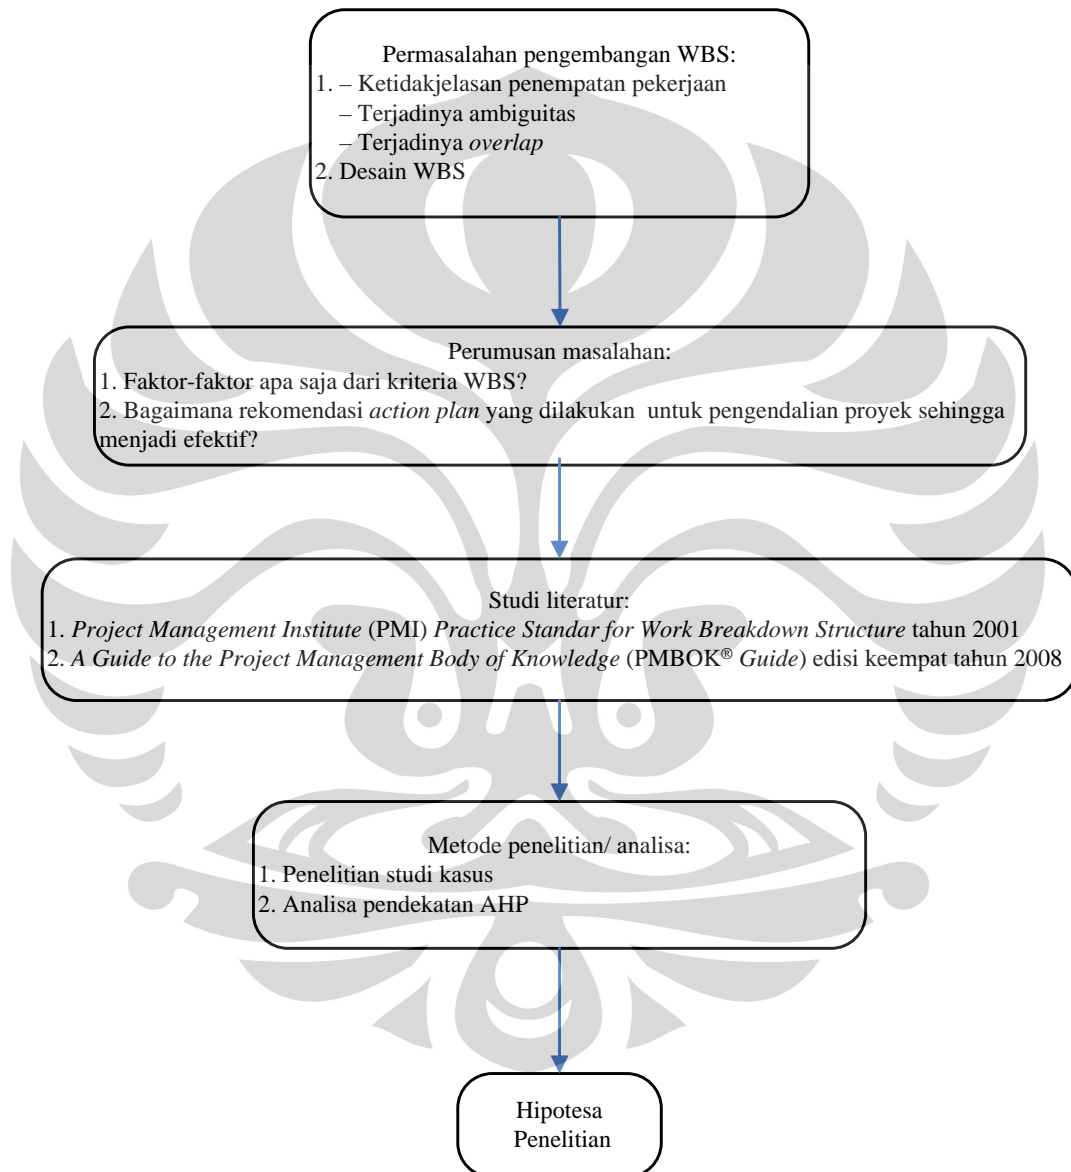 Permasalahan pengembangan WBS:
1. – Ketidakjelasan penempatan pekerjaan
– Terjadinya ambiguitas
– Terjadinya overlap
2. Desain WBS
Perumusan masalahan:
1. Faktor-faktor apa saja dari kriteria WBS?
2. Bagaimana rekomendasi action plan yang dilakukan untuk pengendalian proyek sehingga
menjadi efektif?
Studi literatur:
1. Project Management Institute (PMI) Practice Standar for Work Breakdown Structure tahun 2001
2. A Guide to the Project Management Body of Knowledge (PMBOK® Guide) edisi keempat tahun 2008
Metode penelitian/ analisa:
1. Penelitian studi kasus
2. Analisa pendekatan AHP
Hipotesa
Penelitian